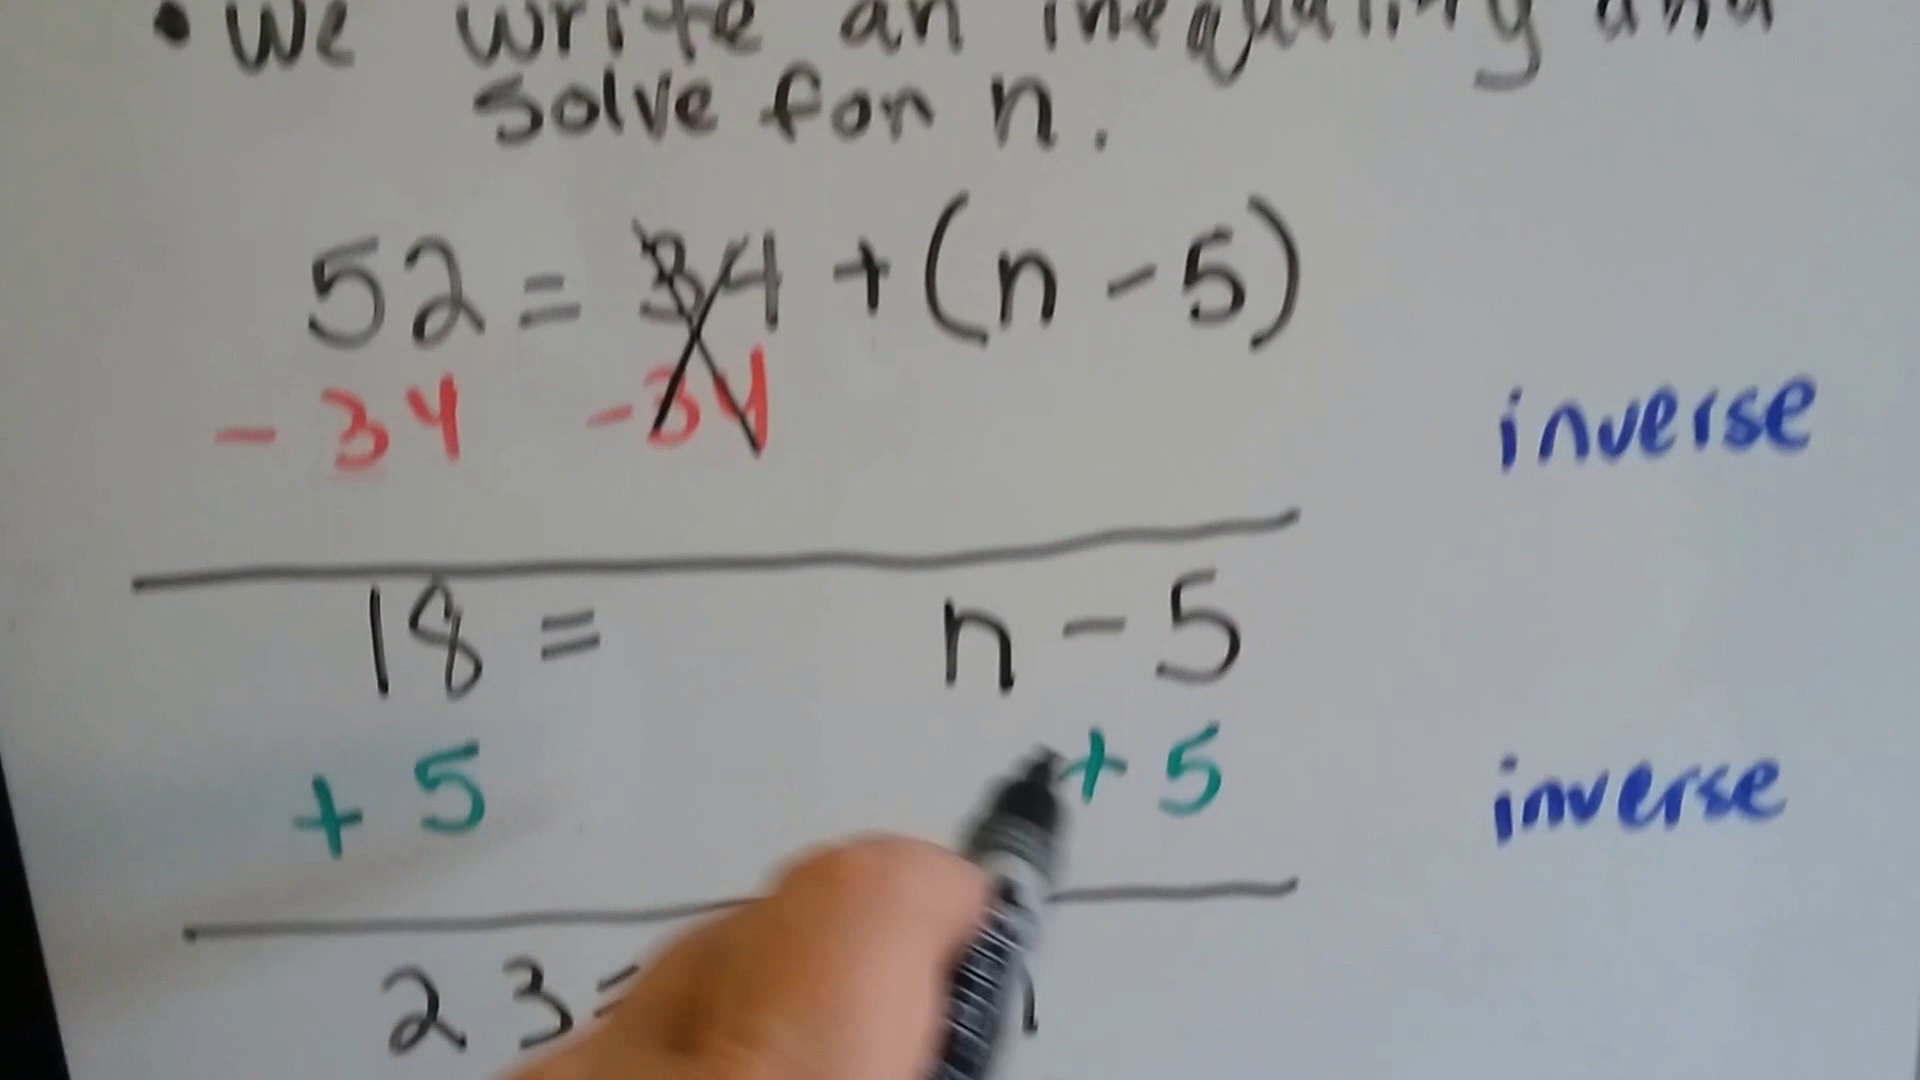 • We write an inequality and
solve for n.
52 = 34 + (n - 5)
- 34 - 34
inverse
18 = n - 5
+ 5 + 5
inverse
23 =